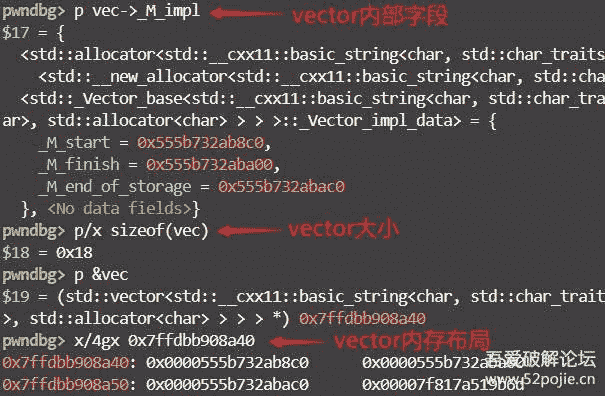 pwndbg> p vec->_M_impl vector内部字段
$17 = {
<std::allocator<std::__cxx11::basic_string<char, std::char_traits
<std::__new_allocator<std::__cxx11::basic_string<char, std::cha
<std::_Vector_base<std::__cxx11::basic_string<char, std::char_tra
ar>, std::allocator<char> > > >::_Vector_impl_data> = {
_M_start = 0x555b732ab8c0,
_M_finish = 0x555b732aba00,
_M_end_of_storage = 0x555b732abac0
}, <No data fields>}
pwndbg> p/x sizeof(vec) vector大小
$18 = 0x18
pwndbg> p &vec
$19 = (std::vector<std::__cxx11::basic_string<char, std::char_trait
>, std::allocator<char> > > > *) 0x7ffdbb908a40
pwndbg> x/4gx 0x7ffdbb908a40 vector内存布局
0x7ffdbb908a40: 0x0000555b732ab8c0 0x0000555b732aba00
0x7ffdbb908a50: 0x0000555b732abac0 0x00007f817a519b6d
吾爱破解论坛
www.52pojie.cn